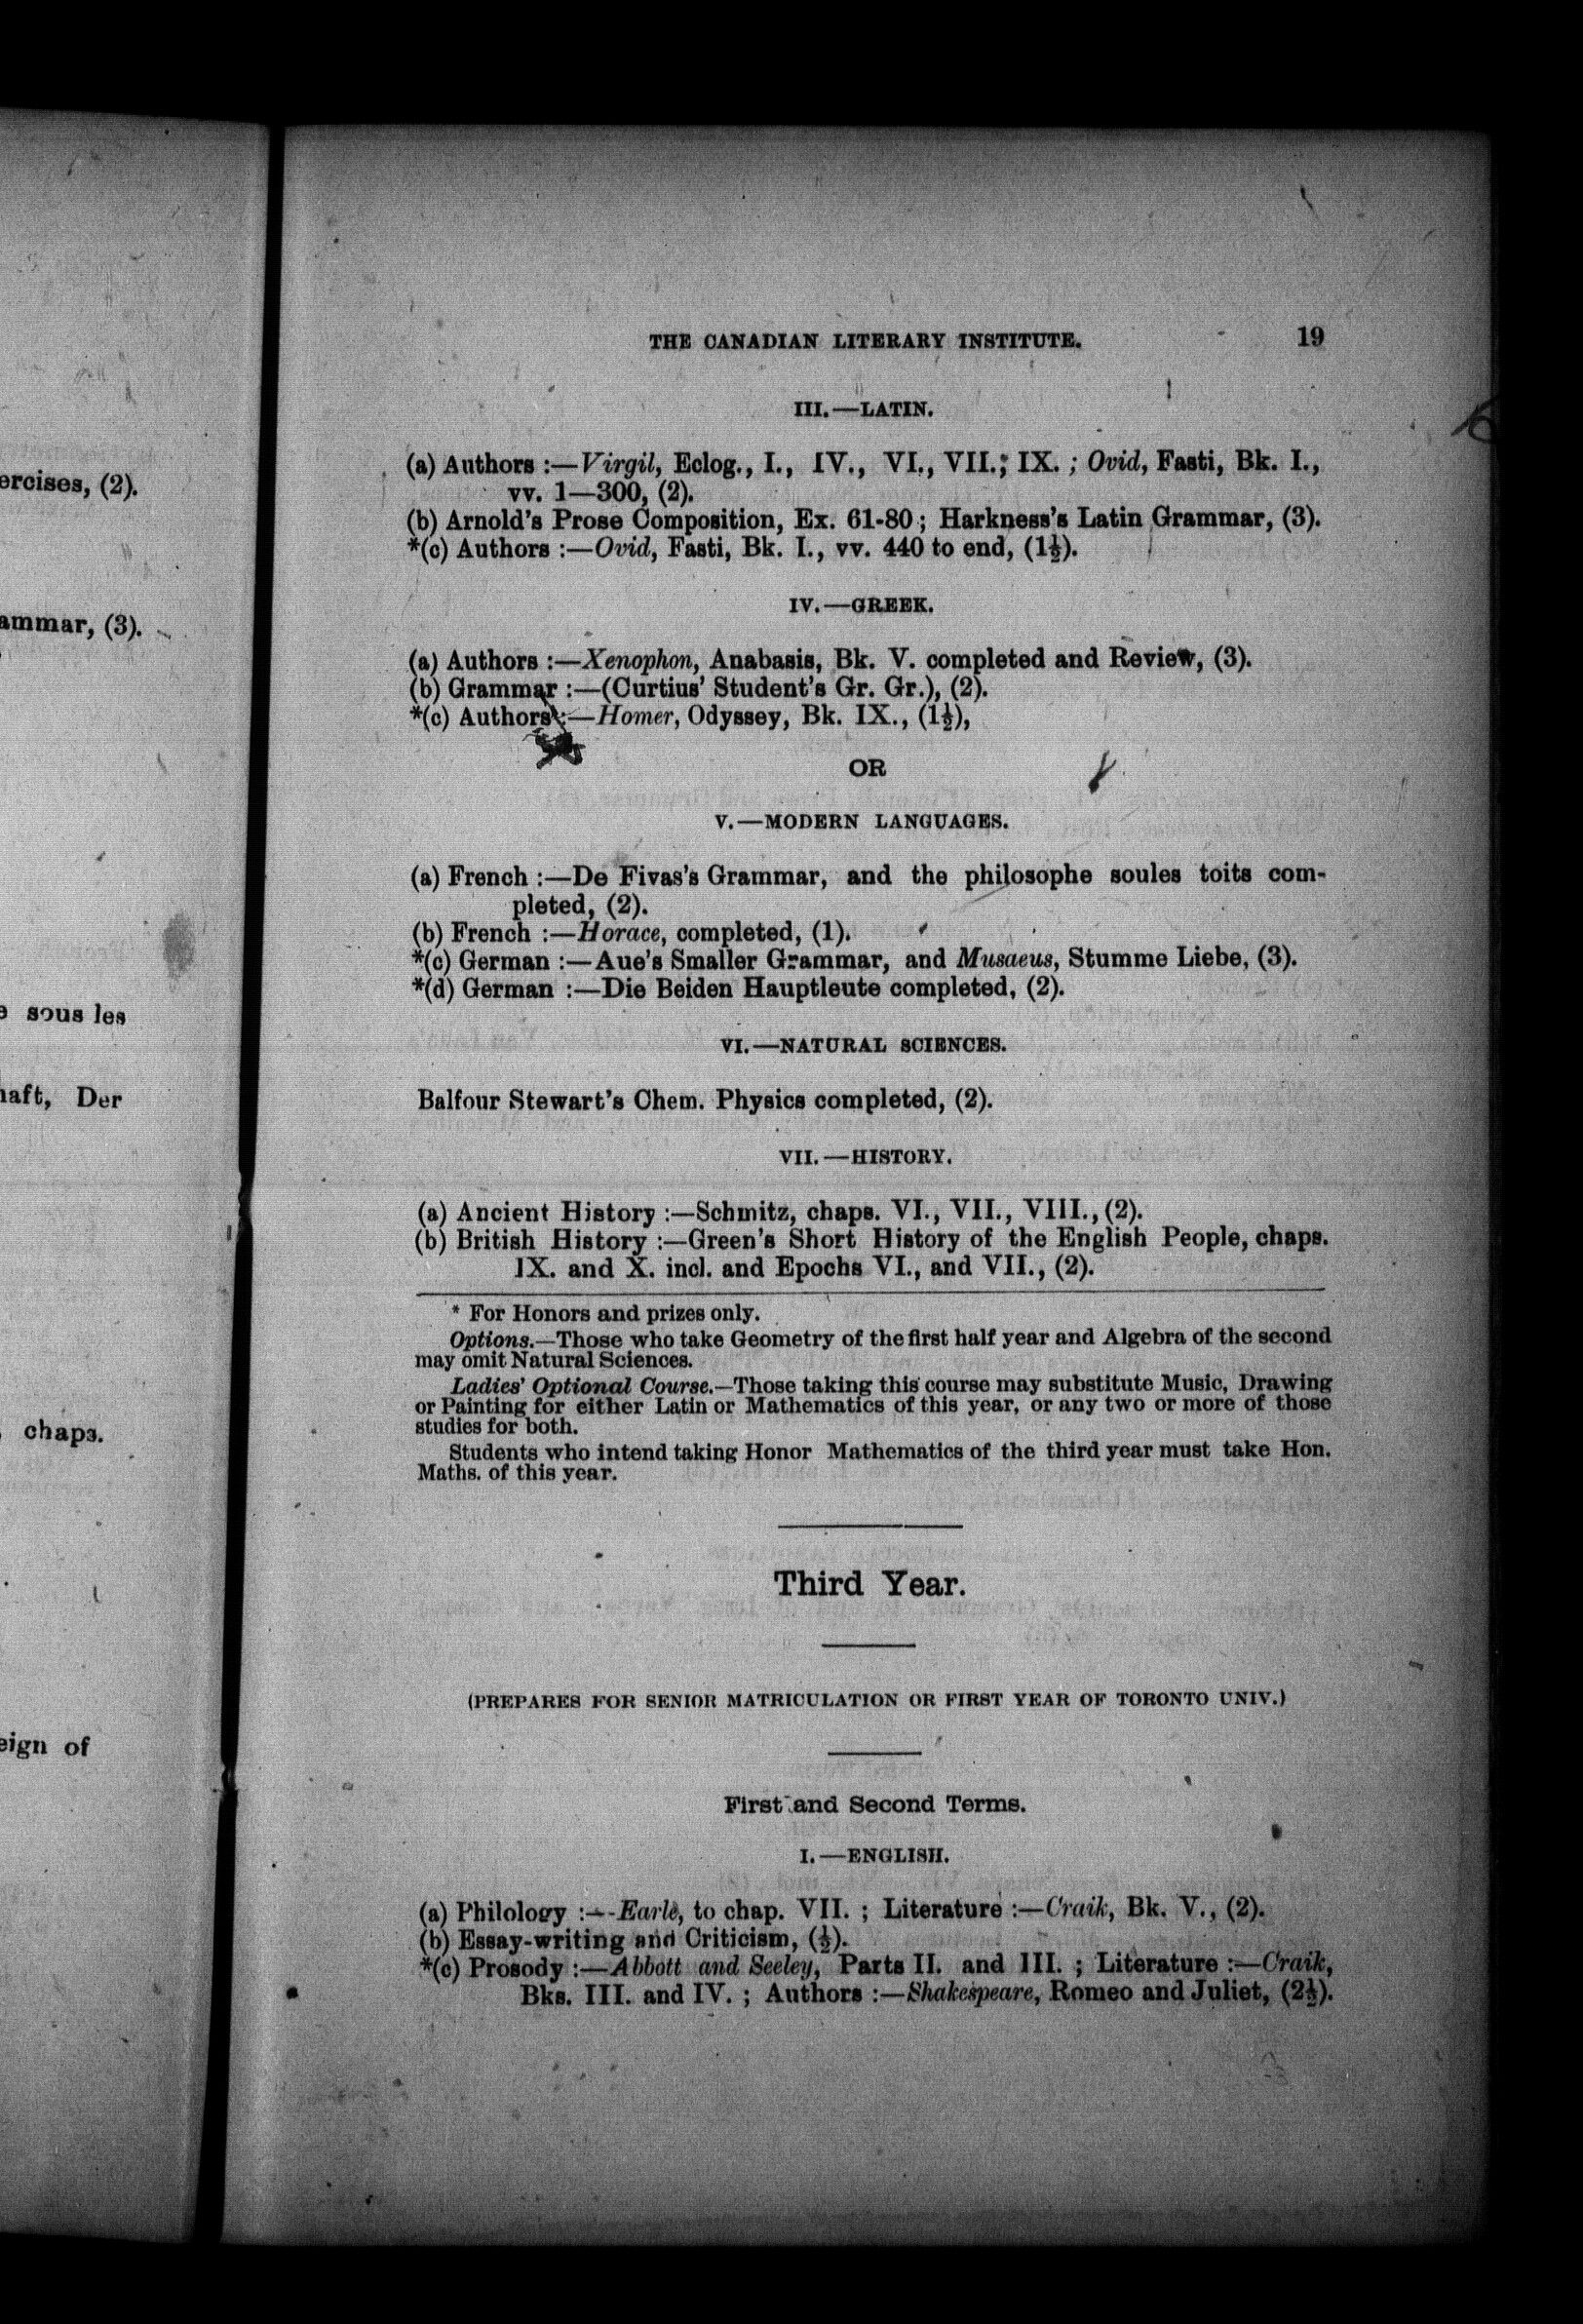 ercises, (2).
ammar, (3).
sous les
haft, Der
chaps.
eign of
THE CANADIAN LITERARY INSTITUTE. 19
III.—LATIN.
(a) Authors :—Virgil, Eclog., I., IV., VI., VII.; IX. ; Ovid, Fasti, Bk. I.,
vv. 1—300, (2).
(b) Arnold's Prose Composition, Ex. 61-80 ; Harkness's Latin Grammar, (3).
*(c) Authors :—Ovid, Fasti, Bk. I., vv. 440 to end, (1½).
IV.—GREEK.
(a) Authors :—Xenophon, Anabasis, Bk. V. completed and Review, (3).
(b) Grammar :—(Curtius' Student's Gr. Gr.), (2).
*(c) Authors :—Homer, Odyssey, Bk. IX., (1½),
OR
V.—MODERN LANGUAGES.
(a) French :—De Fivas's Grammar, and the philosophe soules toits com-
pleted, (2).
(b) French :—Horace, completed, (1).
*(c) German :—Aue's Smaller Grammar, and Musaeus, Stumme Liebe, (3).
*(d) German :—Die Beiden Hauptleute completed, (2).
VI.—NATURAL SCIENCES.
Balfour Stewart's Chem. Physics completed, (2).
VII.—HISTORY.
(a) Ancient History :—Schmitz, chaps. VI., VII., VIII., (2).
(b) British History :—Green's Short History of the English People, chaps.
IX. and X. incl. and Epochs VI., and VII., (2).
* For Honors and prizes only.
Options.—Those who take Geometry of the first half year and Algebra of the second
may omit Natural Sciences.
Ladies' Optional Course.—Those taking this course may substitute Music, Drawing
or Painting for either Latin or Mathematics of this year, or any two or more of those
studies for both.
Students who intend taking Honor Mathematics of the third year must take Hon.
Maths. of this year.
Third Year.
(PREPARES FOR SENIOR MATRICULATION OR FIRST YEAR OF TORONTO UNIV.)
First and Second Terms.
I.—ENGLISH.
(a) Philology :—Earle, to chap. VII. ; Literature :—Craik, Bk. V., (2).
(b) Essay-writing and Criticism, (½).
*(c) Prosody :—Abbott and Seeley, Parts II. and III. ; Literature :—Craik,
Bks. III. and IV. ; Authors :—Shakespeare, Romeo and Juliet, (2½).